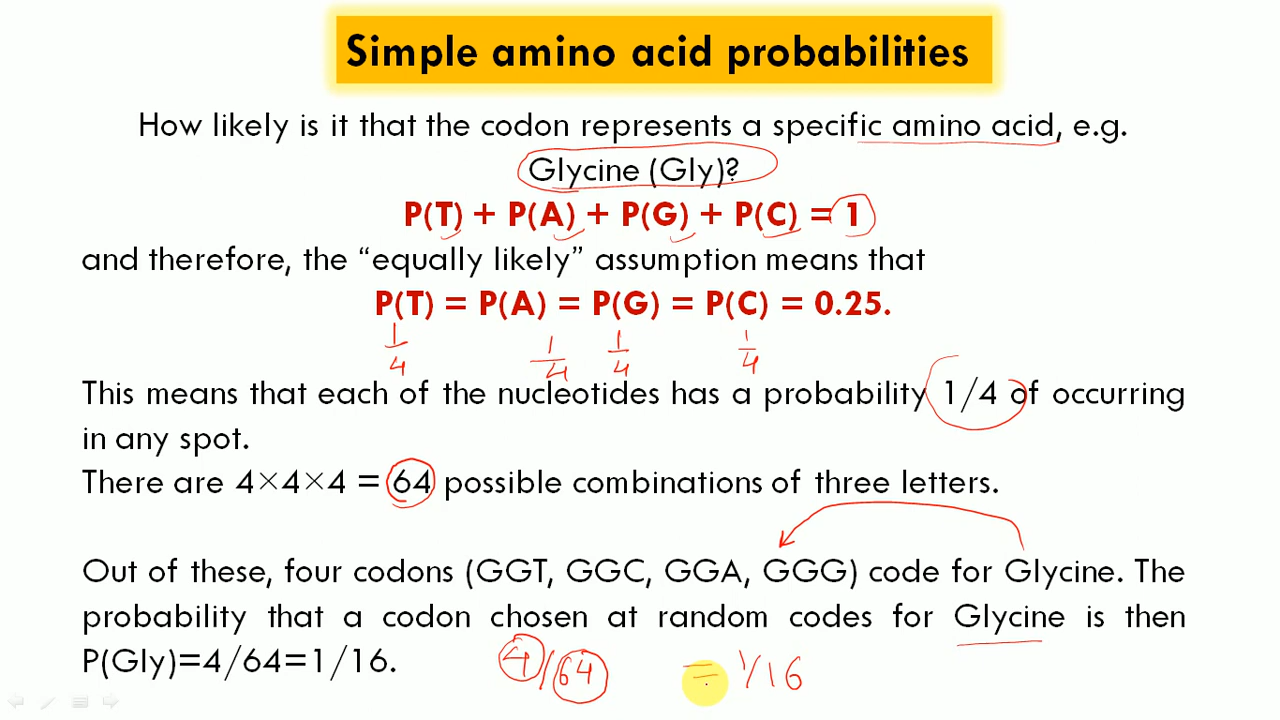 Simple amino acid probabilities
How likely is it that the codon represents a specific amino acid, e.g.
Glycine (Gly)?
P(T) + P(A) + P(G) + P(C) = 1
and therefore, the “equally likely” assumption means that
P(T) = P(A) = P(G) = P(C) = 0.25.
1/4 1/4 1/4 1/4
This means that each of the nucleotides has a probability 1/4 of occurring
in any spot.
There are 4×4×4 = 64 possible combinations of three letters.
Out of these, four codons (GGT, GGC, GGA, GGG) code for Glycine. The
probability that a codon chosen at random codes for Glycine is then
P(Gly)=4/64=1/16. 4/64 = 1/16